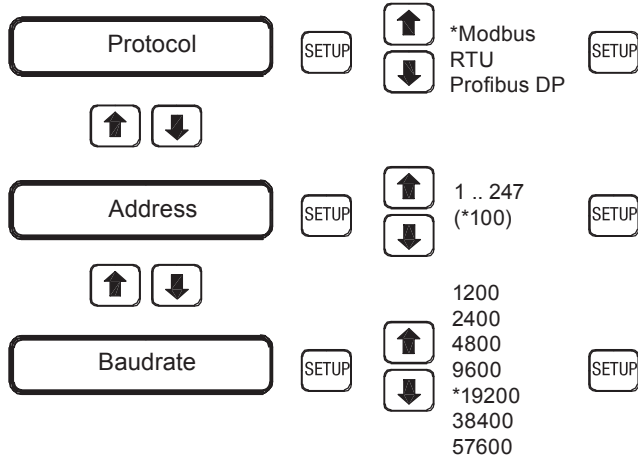 Protocol
SETUP
*Modbus
RTU
Profibus DP
SETUP
Address
SETUP
1 .. 247
(*100)
SETUP
Baudrate
SETUP
1200
2400
4800
9600
*19200
38400
57600
SETUP